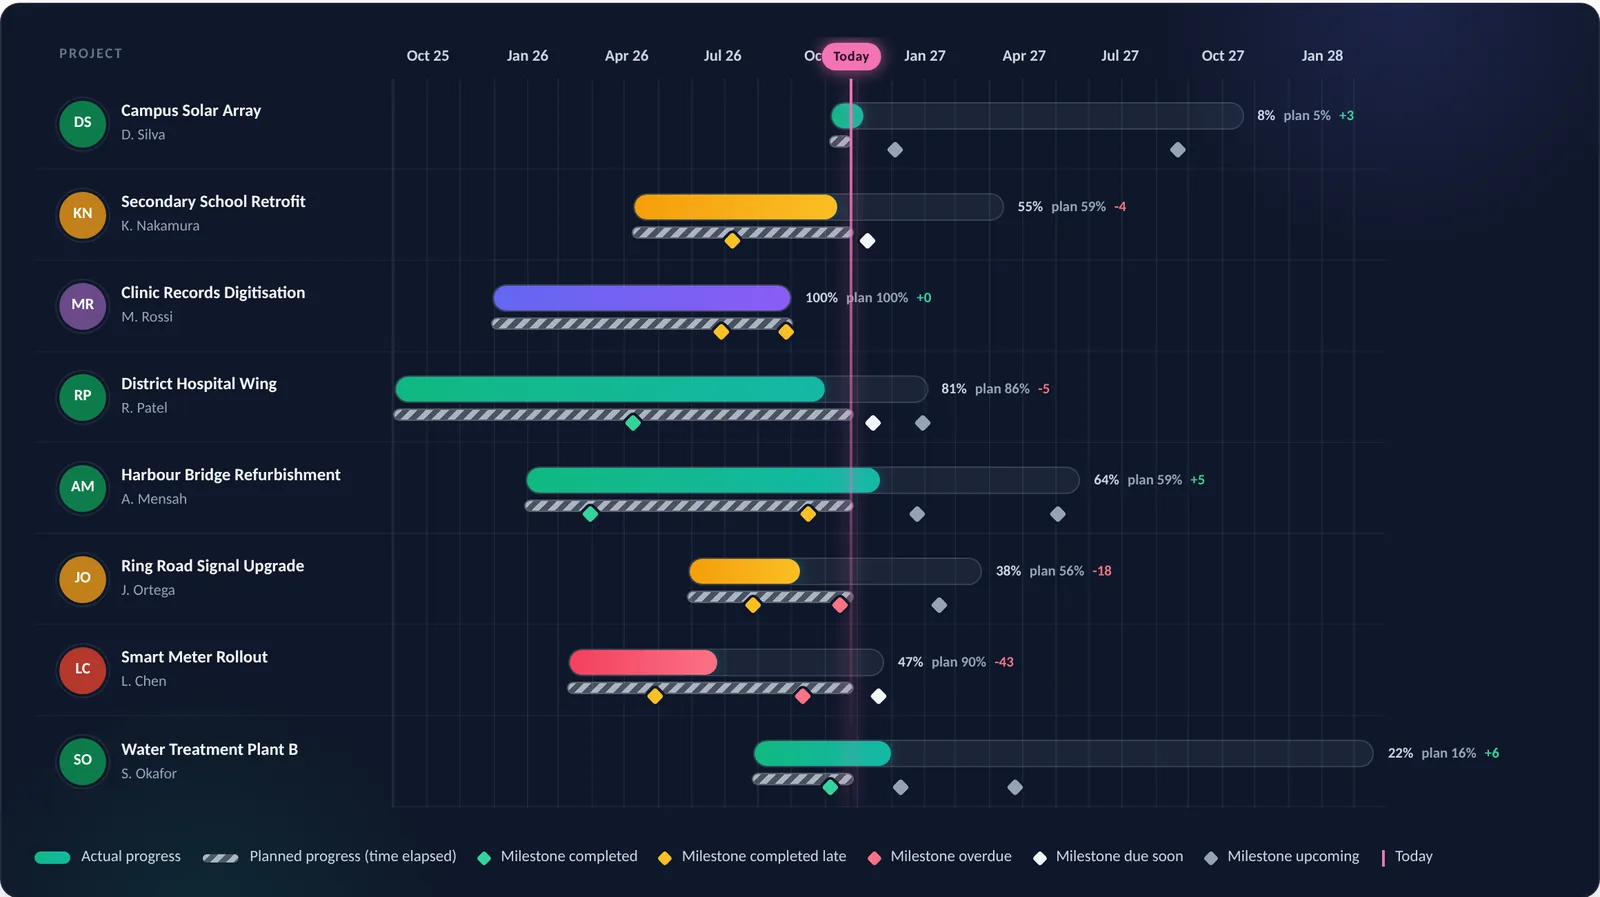 PROJECT
Oct 25 Jan 26 Apr 26 Jul 26 Oc Today Jan 27 Apr 27 Jul 27 Oct 27 Jan 28
DS Campus Solar Array
D. Silva
8% plan 5% +3
KN Secondary School Retrofit
K. Nakamura
55% plan 59% -4
MR Clinic Records Digitisation
M. Rossi
100% plan 100% +0
RP District Hospital Wing
R. Patel
81% plan 86% -5
AM Harbour Bridge Refurbishment
A. Mensah
64% plan 59% +5
JO Ring Road Signal Upgrade
J. Ortega
38% plan 56% -18
LC Smart Meter Rollout
L. Chen
47% plan 90% -43
SO Water Treatment Plant B
S. Okafor
22% plan 16% +6
Actual progress Planned progress (time elapsed) Milestone completed Milestone completed late Milestone overdue Milestone due soon Milestone upcoming Today